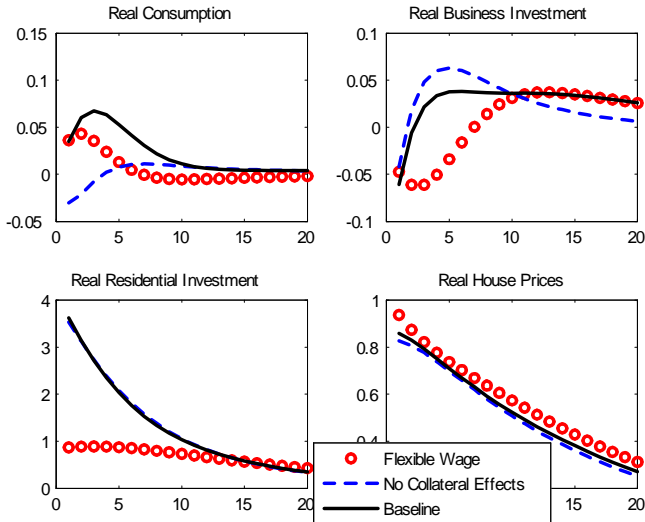 Real Consumption
0.15
0.1
0.05
0
-0.05
0 5 10 15 20
Real Business Investment
0.15
0.1
0.05
0
-0.05
-0.1
0 5 10 15 20
Real Residential Investment
4
3
2
1
0
0 5 10 15 20
Real House Prices
1
0.8
0.6
0.4
15 20
Flexible Wage
No Collateral Effects
Baseline